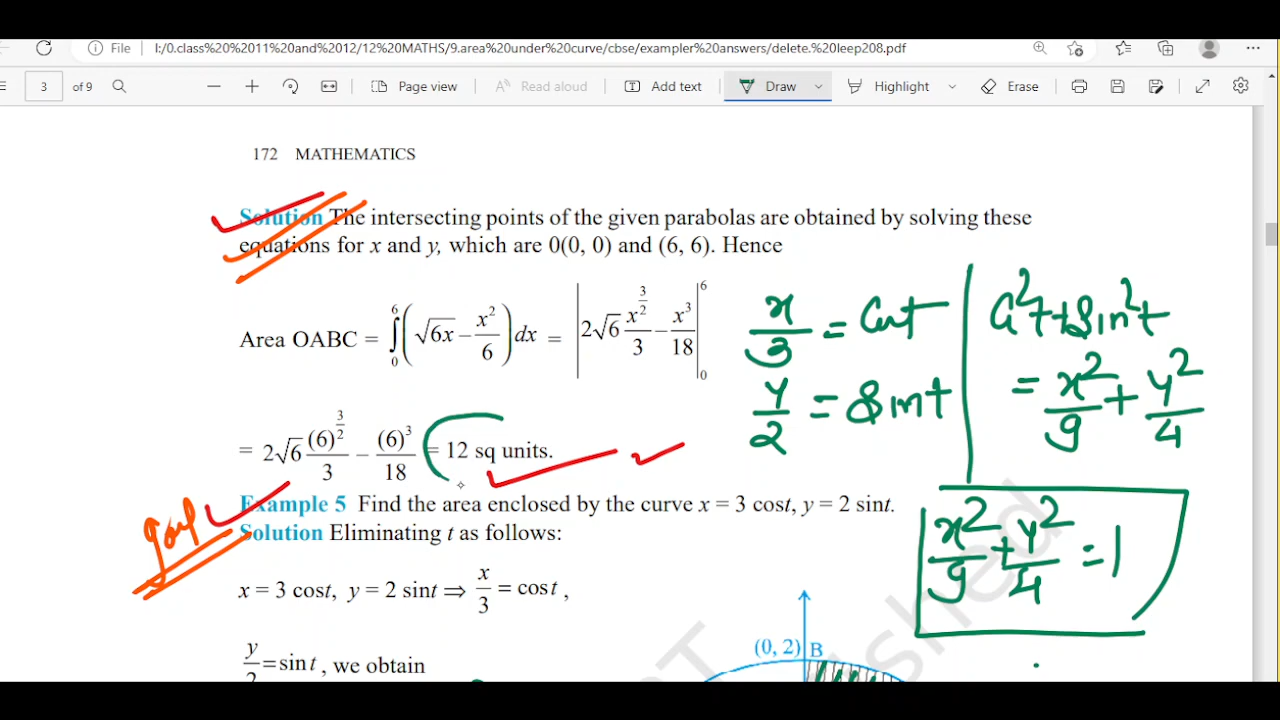 File I:/0.class%20%2011%20and%2012/12%20MATHS/9.area%20under%20curve/cbse/exampler%20answers/delete.%20leep208.pdf
3 of 9 Page view Read aloud Add text Draw Highlight Erase
172 MATHEMATICS
Solution The intersecting points of the given parabolas are obtained by solving these
equations for x and y, which are 0(0, 0) and (6, 6). Hence
Area OABC = ∫₀⁶ (√6x – x²/6) dx = |2√6 x^(3/2)/3 – x³/18|₀⁶
= 2√6 (6)^(3/2)/3 – (6)³/18 = 12 sq units.
Example 5 Find the area enclosed by the curve x = 3 cost, y = 2 sint.
Solution Eliminating t as follows:
x = 3 cost, y = 2 sint ⇒ x/3 = cost ,
y/2 = sint , we obtain
(0, 2) B
x/3 = Cost
y/2 = Sint
C²t + Sin²t
= x²/9 + y²/4
x²/9 + y²/4 = 1